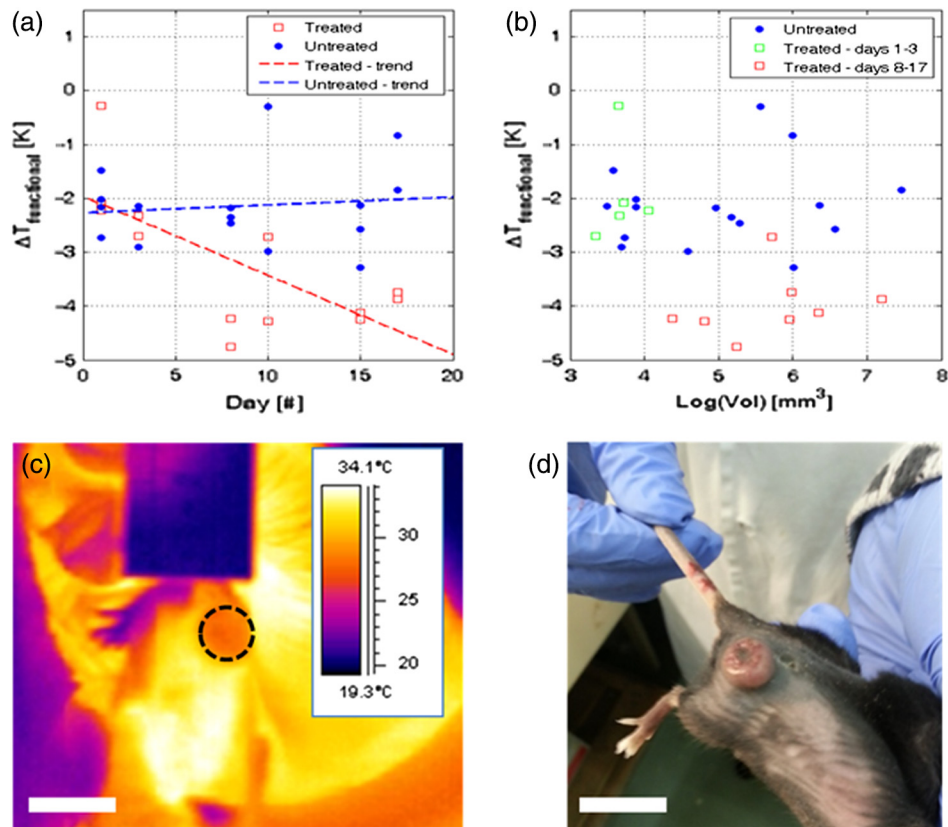 (a)
1
0
−1
−2
−3
−4
−5
ΔTfunctional [K]
Treated
Untreated
Treated - trend
Untreated - trend
0 5 10 15 20
Day [#]
(b)
1
0
−1
−2
−3
−4
−5
ΔTfunctional [K]
Untreated
Treated - days 1-3
Treated - days 8-17
3 4 5 6 7 8
Log(Vol) [mm³]
(c)
34.1°C
30
25
20
19.3°C
(d)